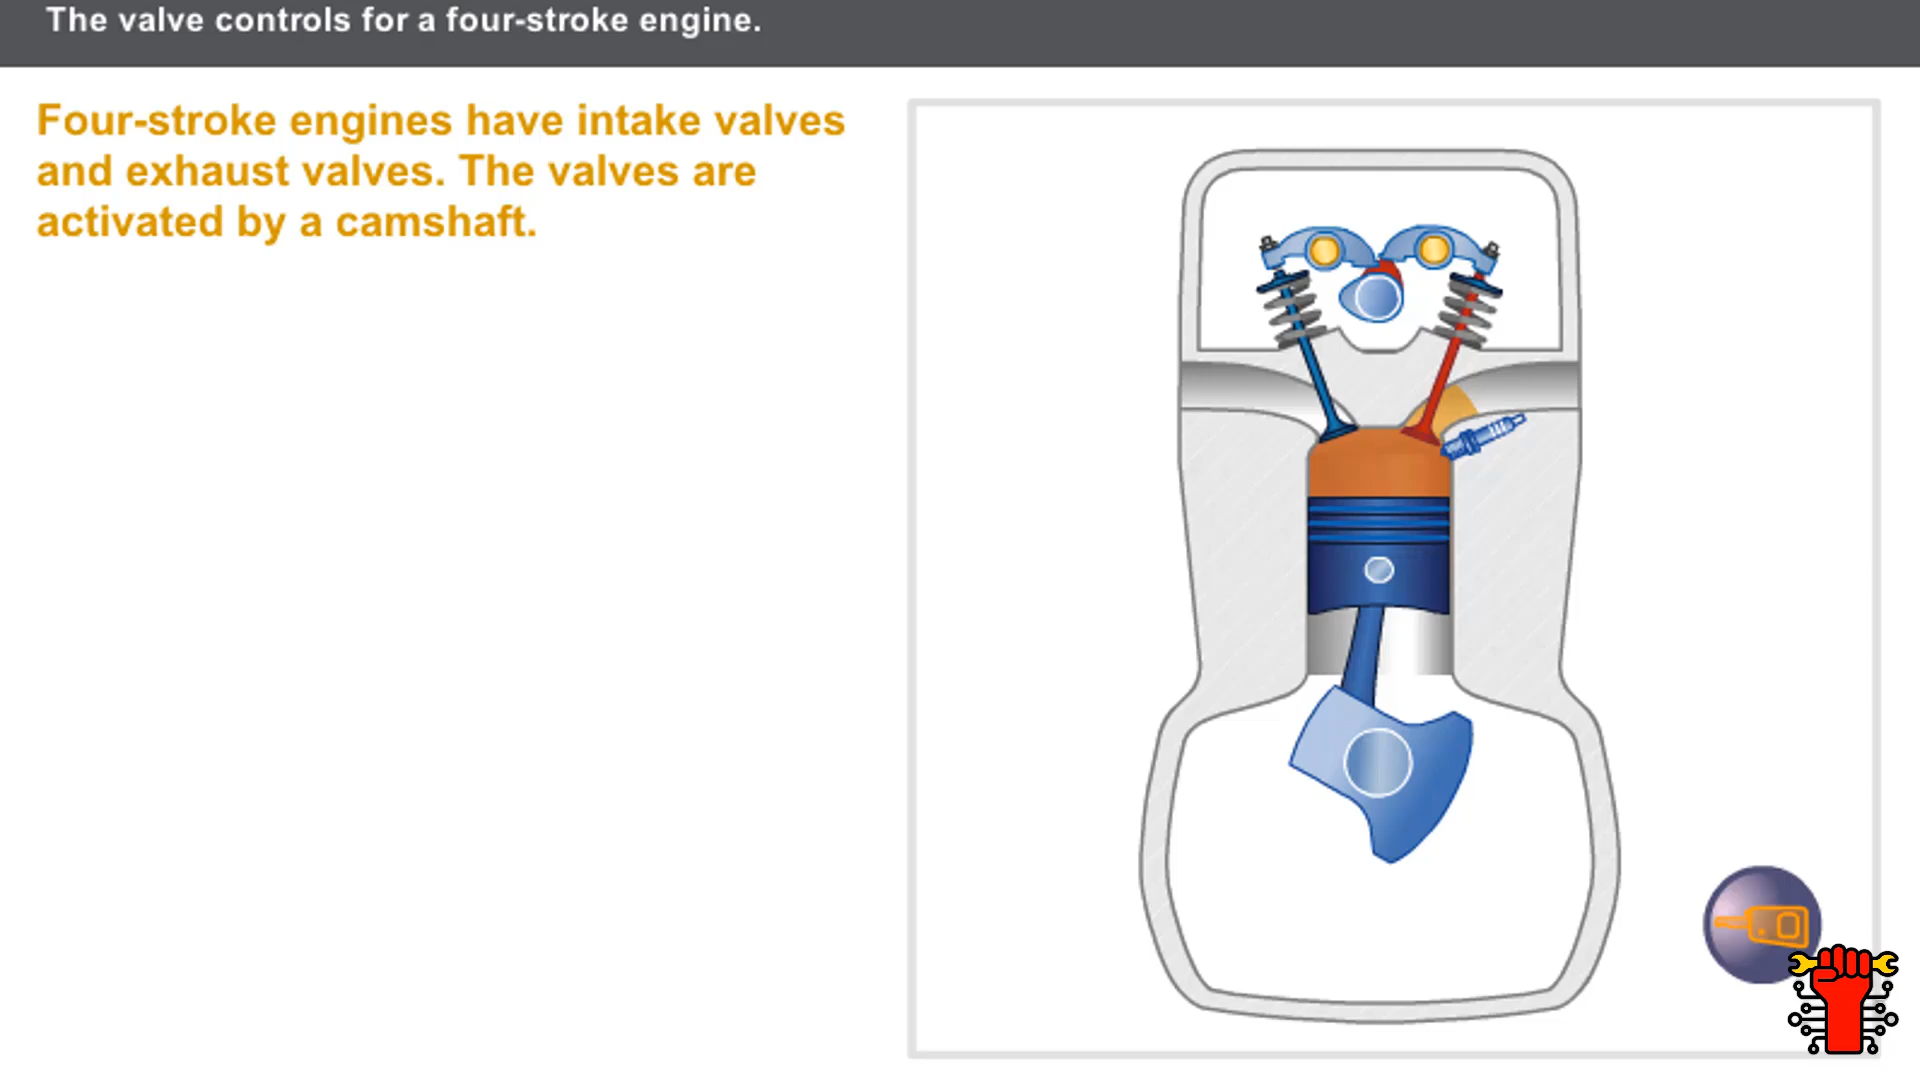 The valve controls for a four-stroke engine.
Four-stroke engines have intake valves
and exhaust valves. The valves are
activated by a camshaft.